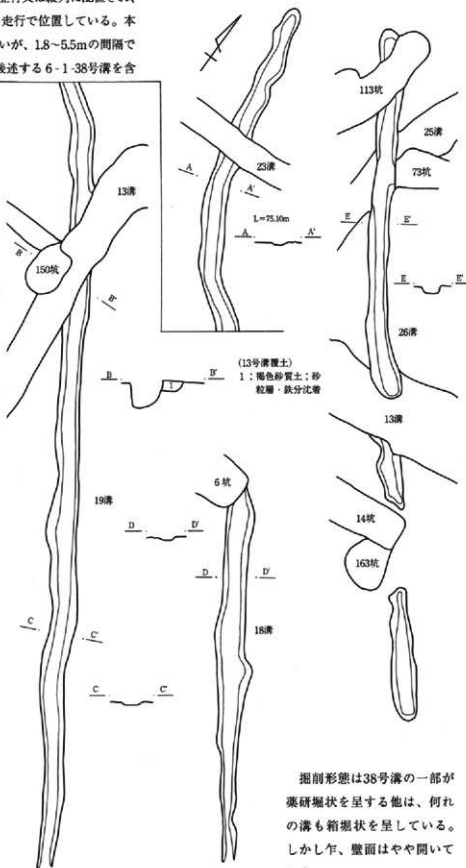 走行で位置している。本
いが、1.8~5.5mの間隔で
後述する6-1-38号溝を含
113坑
25溝
23溝
73坑
A A'
13溝
L=75.10m
A A'
E E'
B
150坑
E E'
B'
26溝
(13号溝覆土)
1:褐色砂質土:砂
粒層・鉄分沈着
B B'
1
13溝
6坑
14坑
19溝
D D'
163坑
D D'
18溝
C C'
C C'
掘削形態は38号溝の一部が
薬研堀状を呈する他は、何れ
の溝も箱堀状を呈している。
しかし乍、壁面はやや開いて